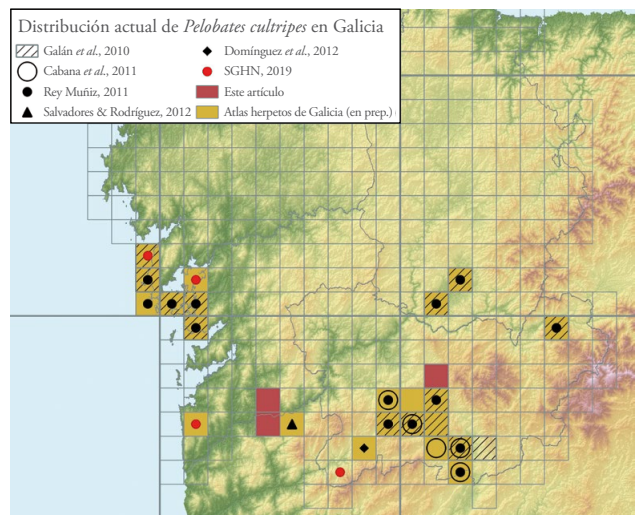 Distribución actual de Pelobates cultripes en Galicia
Galán et al., 2010
Domínguez et al., 2012
Cabana et al., 2011
SGHN, 2019
Rey Muñiz, 2011
Este artículo
Salvadores & Rodríguez, 2012
Atlas herpetos de Galicia (en prep.)